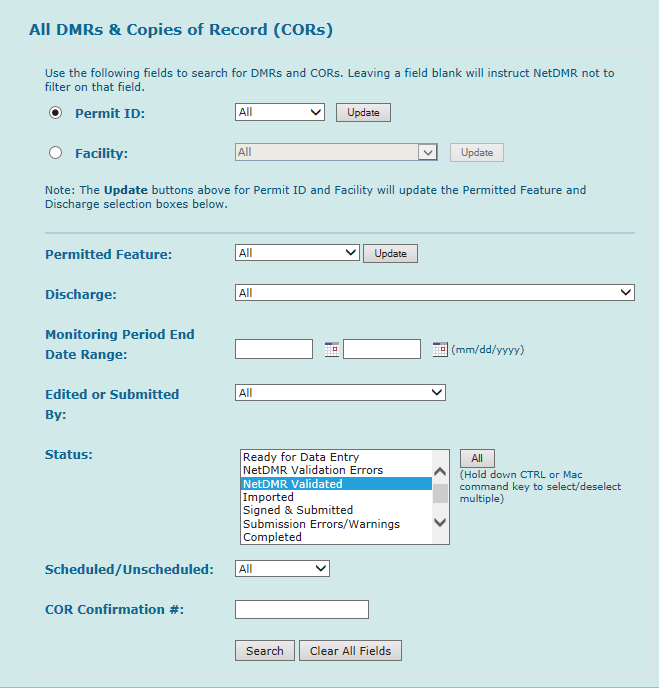 All DMRs & Copies of Record (CORs)
Use the following fields to search for DMRs and CORs. Leaving a field blank will instruct NetDMR not to
filter on that field.
Permit ID: All Update
Facility: All Update
Note: The Update buttons above for Permit ID and Facility will update the Permitted Feature and
Discharge selection boxes below.
Permitted Feature: All Update
Discharge: All
Monitoring Period End
Date Range: (mm/dd/yyyy)
Edited or Submitted All
By:
Status:
Ready for Data Entry
NetDMR Validation Errors
NetDMR Validated
Imported
Signed & Submitted
Submission Errors/Warnings
Completed
All
(Hold down CTRL or Mac
command key to select/deselect
multiple)
Scheduled/Unscheduled: All
COR Confirmation #:
Search Clear All Fields